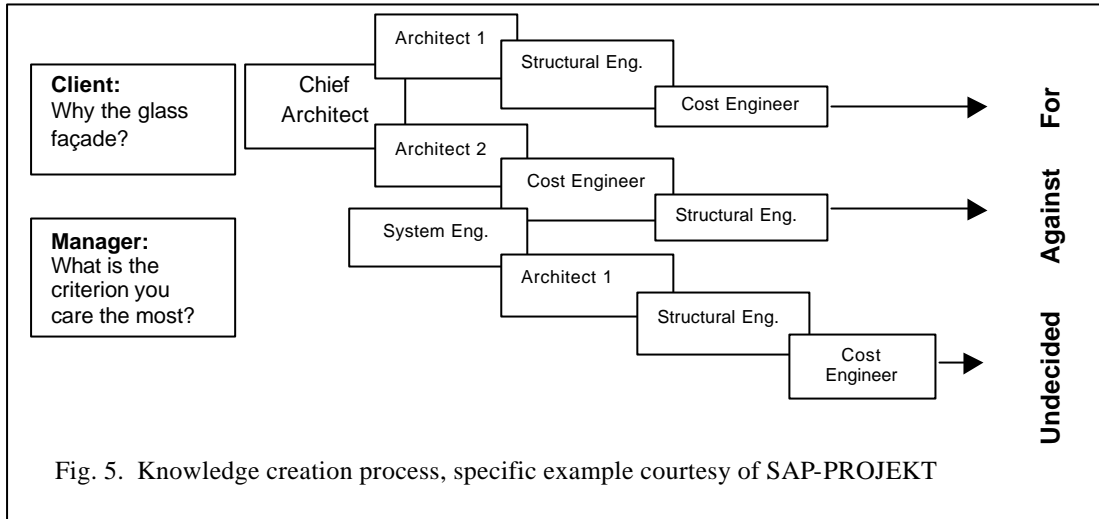 Client:
Why the glass
façade?
Manager:
What is the
criterion you
care the most?
Chief
Architect
Architect 1
Structural Eng.
Cost Engineer
For
Architect 2
Cost Engineer
Structural Eng.
Against
System Eng.
Architect 1
Structural Eng.
Cost
Engineer
Undecided
Fig. 5. Knowledge creation process, specific example courtesy of SAP-PROJEKT